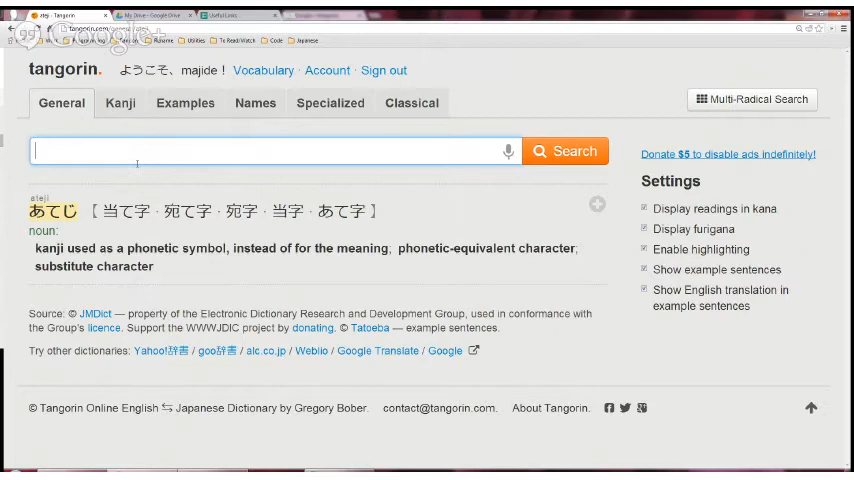 ateji - Tangorin
My Drive - Google Drive
Useful Links
tangorin.com
Google+
Rename Utilities To Read/Watch Code Japanese
tangorin. ようこそ、majide！ Vocabulary · Account · Sign out
General Kanji Examples Names Specialized Classical
Multi-Radical Search
Search
Donate $5 to disable ads indefinitely!
Settings
Display readings in kana
Display furigana
Enable highlighting
Show example sentences
Show English translation in
example sentences
ateji
あてじ 【 当て字 · 宛て字 · 宛字 · 当字 · あて字 】
noun:
kanji used as a phonetic symbol, instead of for the meaning; phonetic-equivalent character;
substitute character
Source: © JMDict — property of the Electronic Dictionary Research and Development Group, used in conformance with
the Group's licence. Support the WWWJDIC project by donating. © Tatoeba — example sentences.
Try other dictionaries: Yahoo!辞書 / goo辞書 / alc.co.jp / Weblio / Google Translate / Google
© Tangorin Online English ⇆ Japanese Dictionary by Gregory Bober. contact@tangorin.com. About Tangorin.